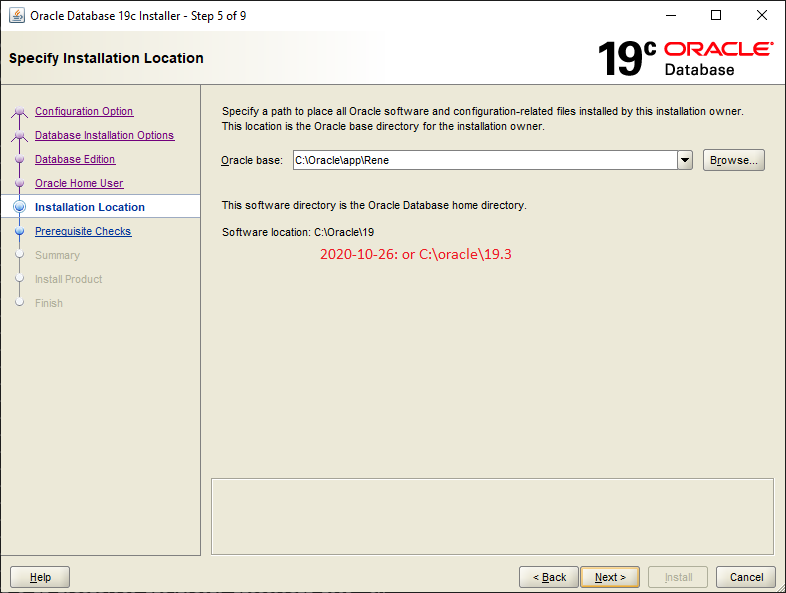 Oracle Database 19c Installer - Step 5 of 9
Specify Installation Location
19c ORACLE
Database
Configuration Option
Database Installation Options
Database Edition
Oracle Home User
Installation Location
Prerequisite Checks
Summary
Install Product
Finish
Specify a path to place all Oracle software and configuration-related files installed by this installation owner.
This location is the Oracle base directory for the installation owner.
Oracle base: C:\Oracle\app\Rene Browse...
This software directory is the Oracle Database home directory.
Software location: C:\Oracle\19
2020-10-26: or C:\oracle\19.3
Help < Back Next > Install Cancel